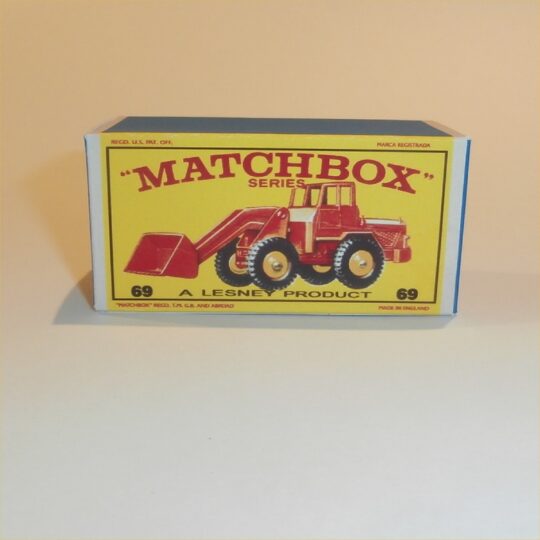 REGD. U.S. PAT. OFF. MARCA REGISTRADA
"MATCHBOX"
SERIES
69 A LESNEY PRODUCT 69
"MATCHBOX" REGD. T.M. G.B. AND ABROAD MADE IN ENGLAND